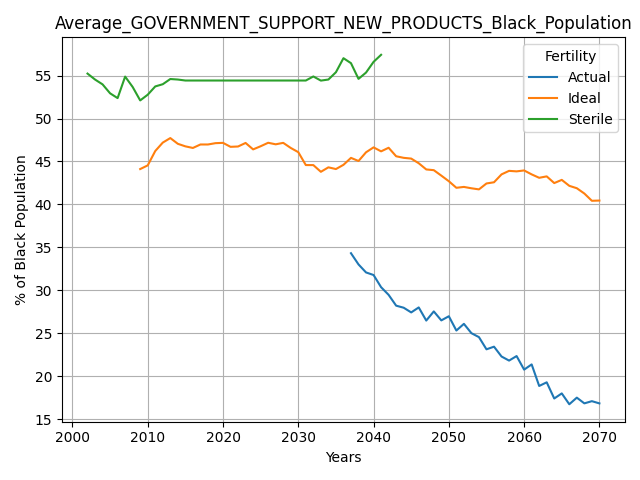 Average_GOVERNMENT_SUPPORT_NEW_PRODUCTS_Black_Population
Fertility
Actual
Ideal
Sterile
% of Black Population
55
50
45
40
35
30
25
20
15
2000 2010 2020 2030 2040 2050 2060 2070
Years